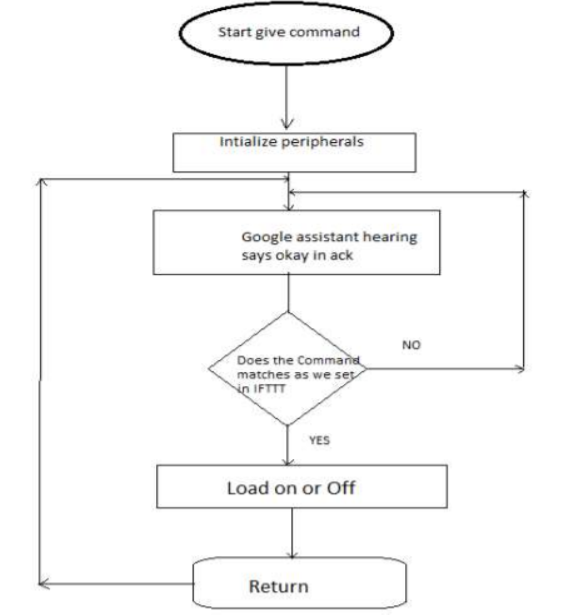 Start give command
Intialize peripherals
Google assistant hearing
says okay in ack
NO
Does the Command
matches as we set
in IFTTT
YES
Load on or Off
Return